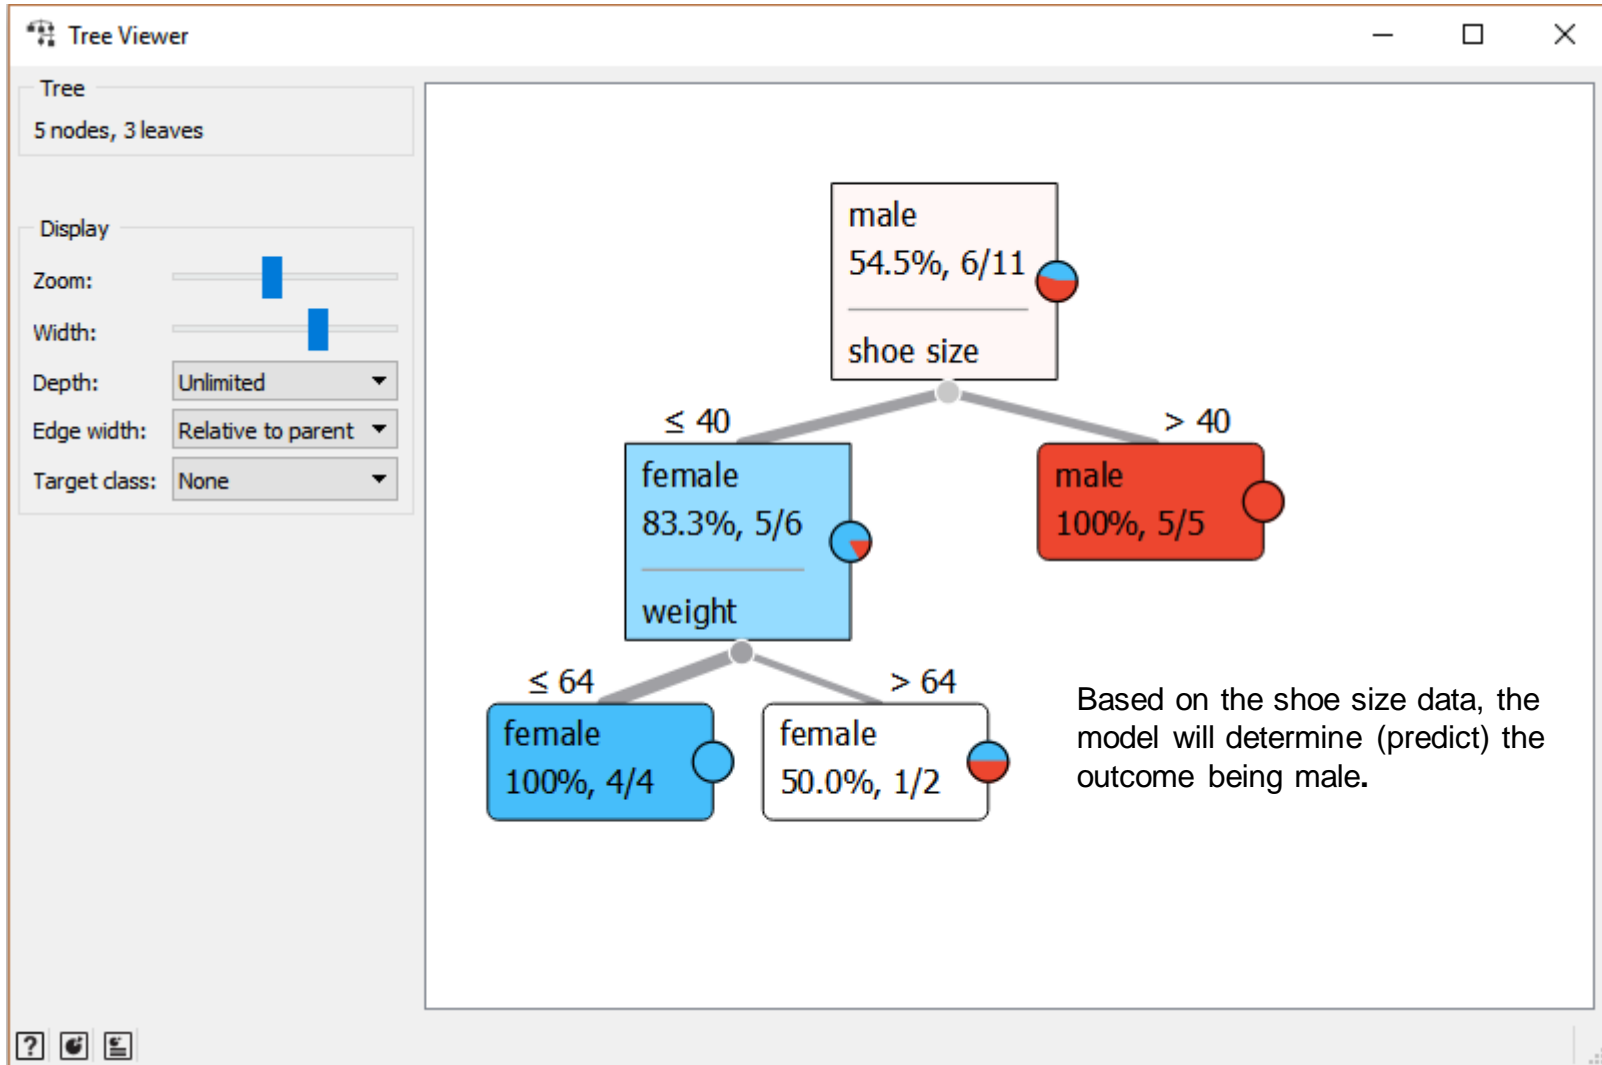 Tree Viewer
Tree
5 nodes, 3 leaves
Display
Zoom:
Width:
Depth: Unlimited
Edge width: Relative to parent
Target class: None
male
54.5%, 6/11
shoe size
≤ 40
> 40
female
83.3%, 5/6
weight
male
100%, 5/5
≤ 64
> 64
female
100%, 4/4
female
50.0%, 1/2
Based on the shoe size data, the
model will determine (predict) the
outcome being male.
?